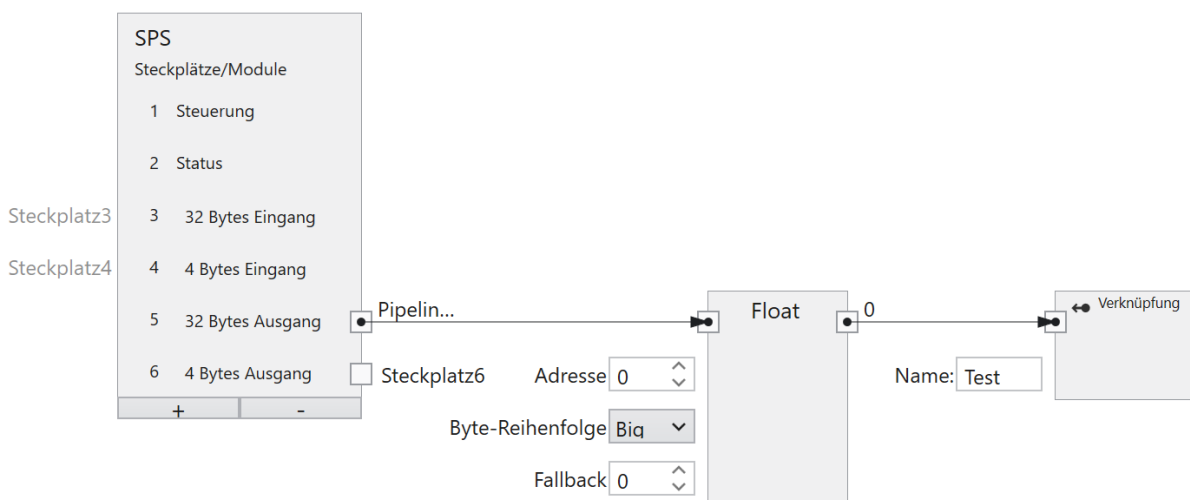 SPS
Steckplätze/Module
1 Steuerung
2 Status
Steckplatz3 3 32 Bytes Eingang
Steckplatz4 4 4 Bytes Eingang
5 32 Bytes Ausgang Pipelin... Float 0 Verknüpfung
6 4 Bytes Ausgang Steckplatz6 Adresse 0 Name: Test
+ -
Byte-Reihenfolge Big
Fallback 0